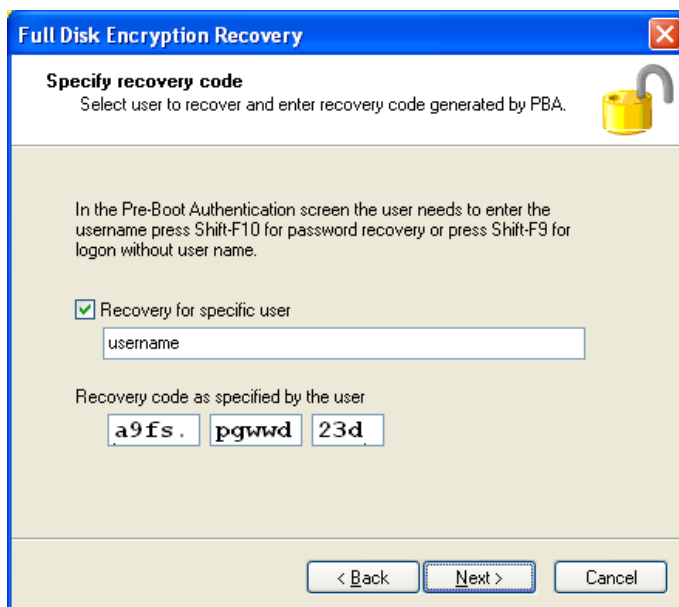 Full Disk Encryption Recovery
Specify recovery code
Select user to recover and enter recovery code generated by PBA.
In the Pre-Boot Authentication screen the user needs to enter the
username press Shift-F10 for password recovery or press Shift-F9 for
logon without user name.
Recovery for specific user
username
Recovery code as specified by the user
a9fs. pgwwd 23d
< Back Next > Cancel